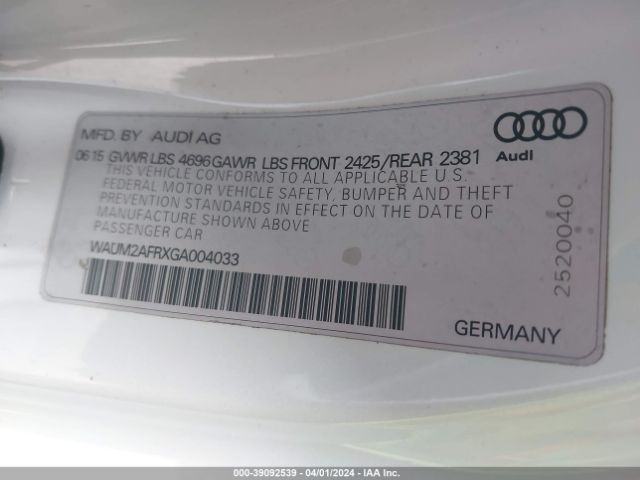 MFD. BY AUDI AG
06 15 GVWR LBS 4696 GAWR LBS FRONT 2425/REAR 2381
THIS VEHICLE CONFORMS TO ALL APPLICABLE U.S.
FEDERAL MOTOR VEHICLE SAFETY, BUMPER AND THEFT
PREVENTION STANDARDS IN EFFECT ON THE DATE OF
MANUFACTURE SHOWN ABOVE
PASSENGER CAR
WAUM2AFRXGA004033
Audi
2520040
GERMANY
000-39092539 - 04/01/2024 - IAA Inc.